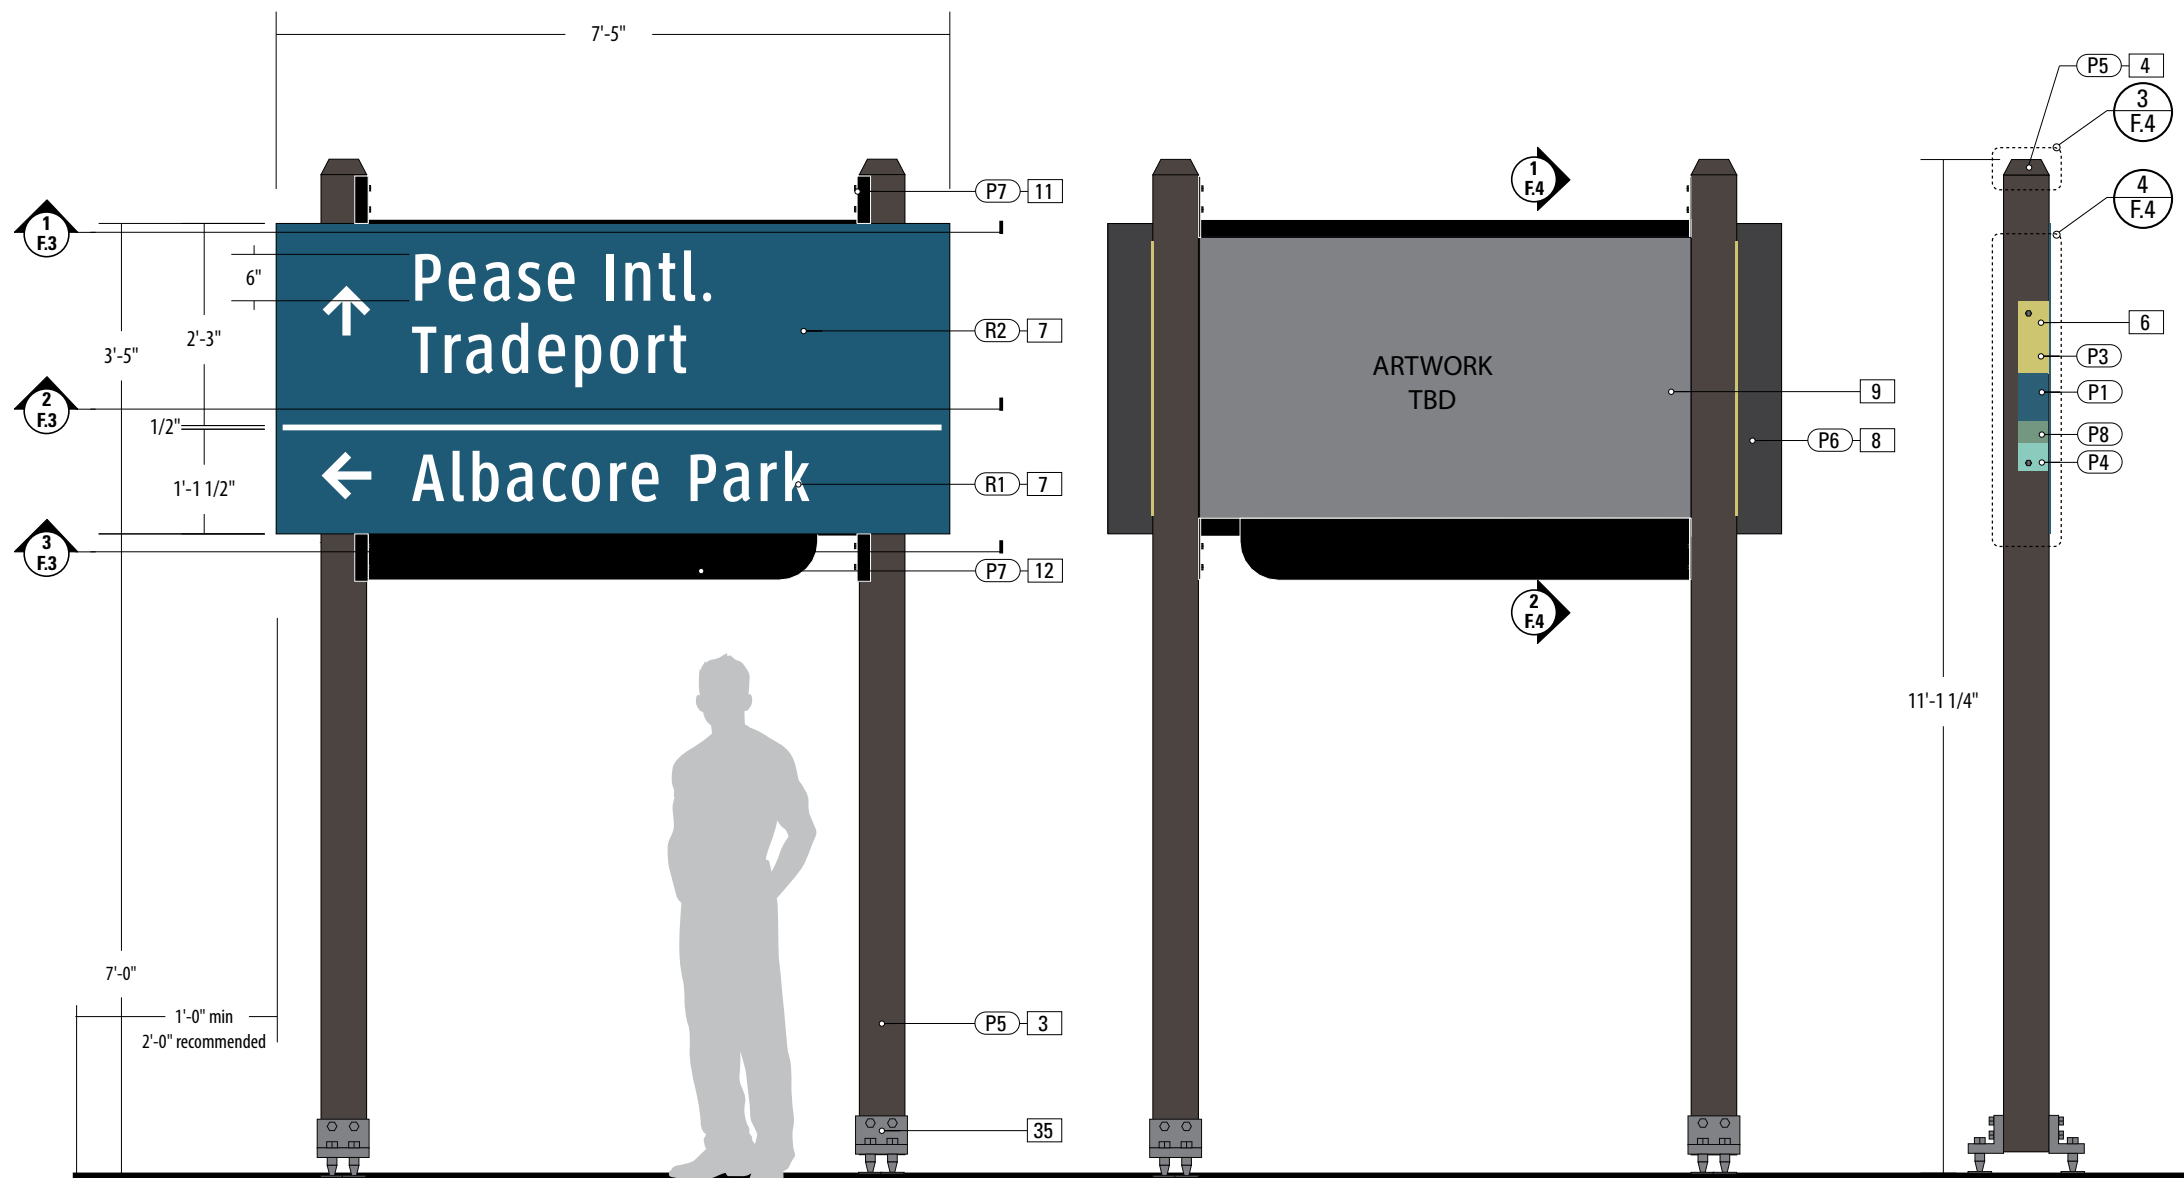 7'-5"
P5 4
3
F.4
4
F.4
1
F.3
P7 11
1
F.4
6"
2'-3"
3'-5"
Pease Intl.
Tradeport
R2 7
6
P3
P1
P8
P4
ARTWORK
TBD
9
2
F.3
1/2"
P6 8
1'-1 1/2"
Albacore Park
R1 7
3
F.3
P7 12
2
F.4
11'-1 1/4"
7'-0"
1'-0" min
2'-0" recommended
P5 3
35